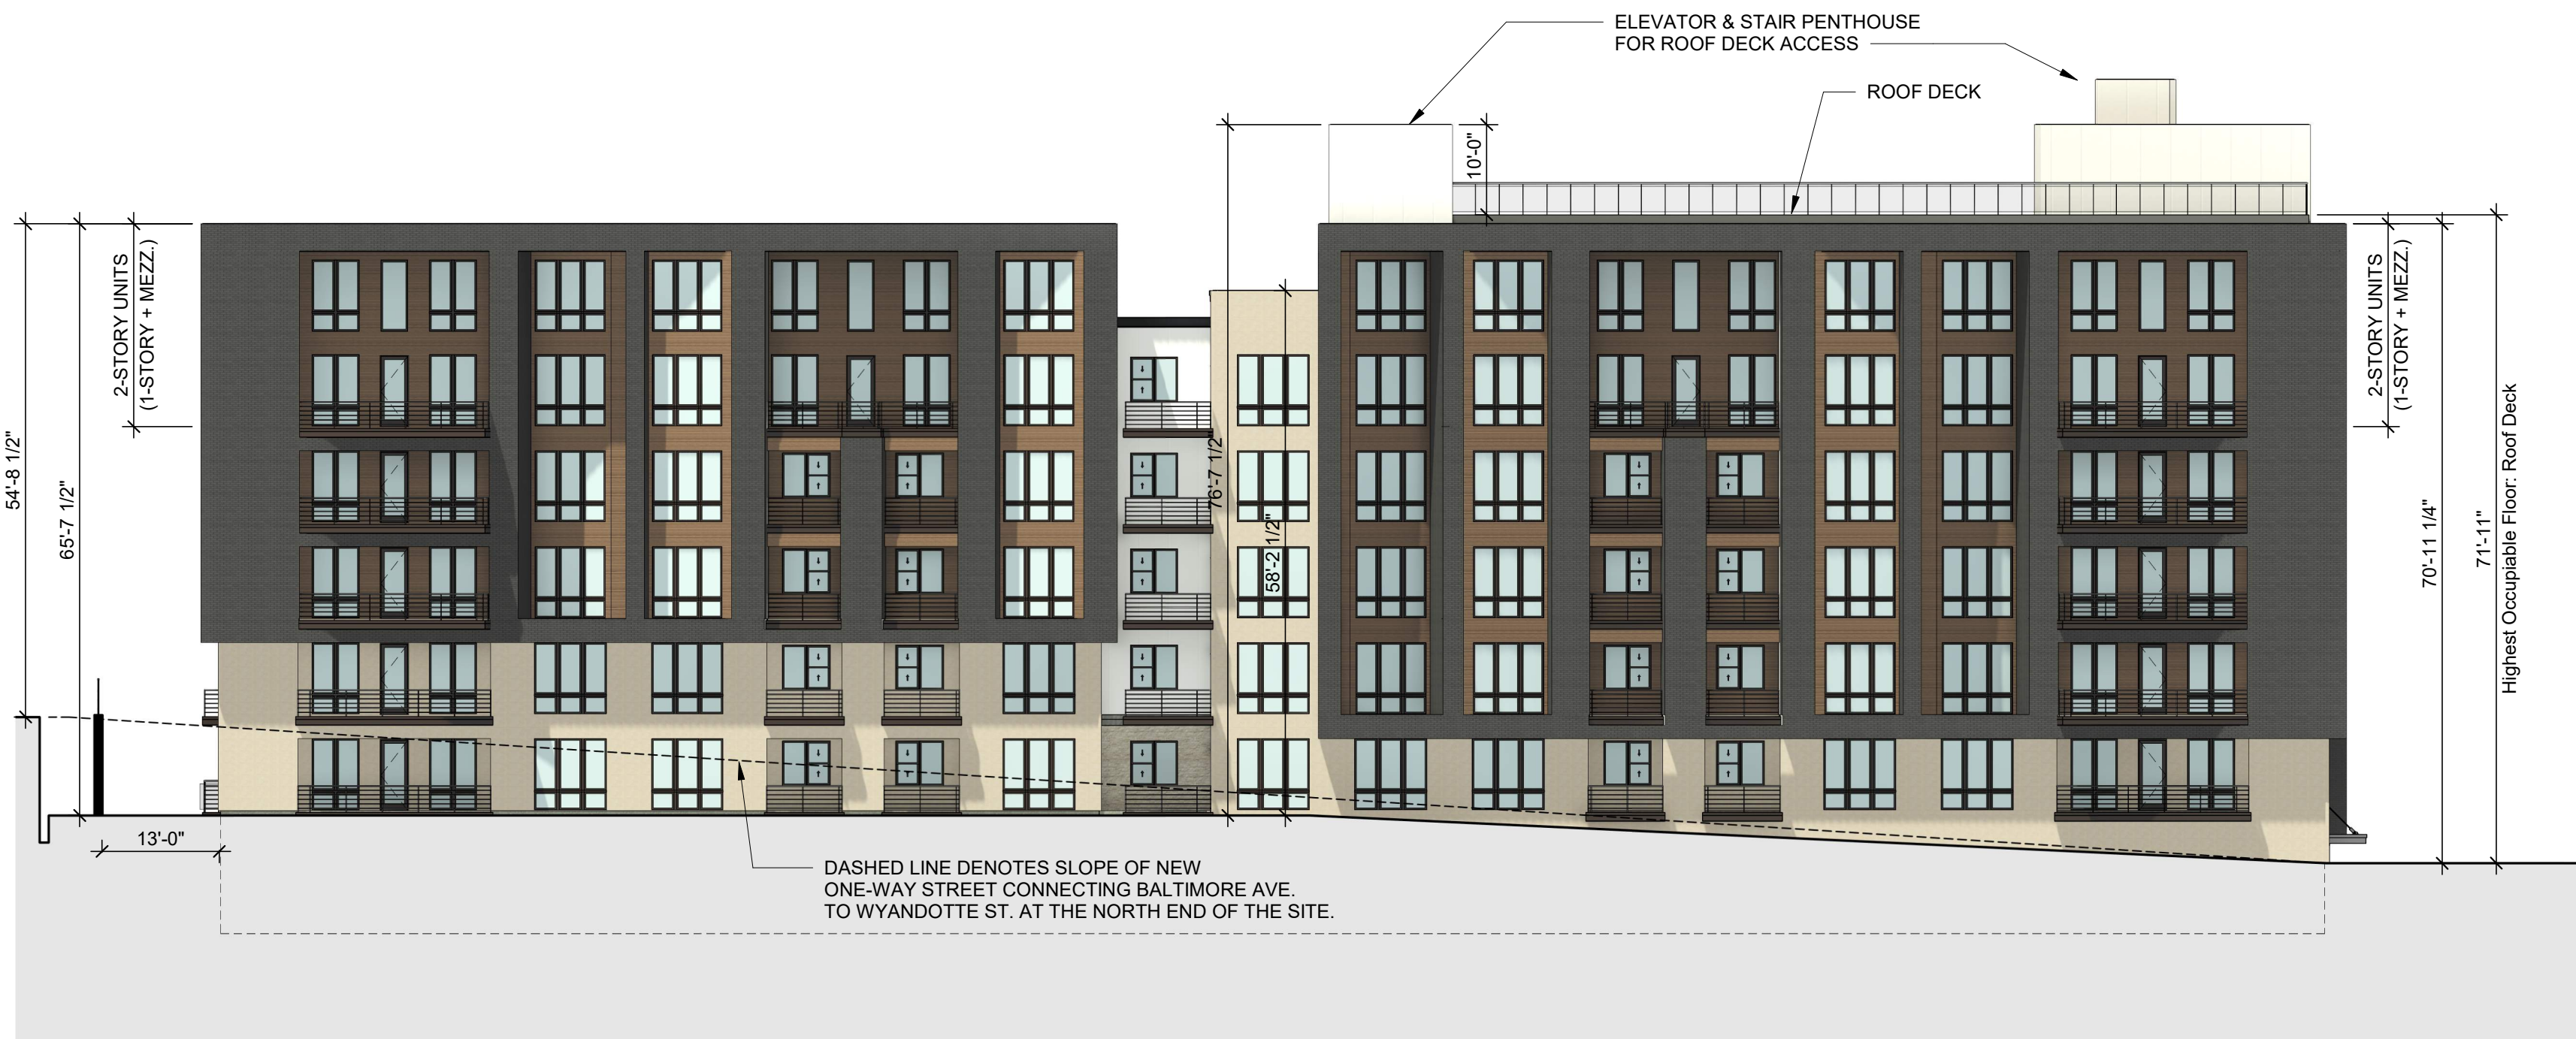 ELEVATOR & STAIR PENTHOUSE
FOR ROOF DECK ACCESS
ROOF DECK
10'-0"
2-STORY UNITS
(1-STORY + MEZZ.)
54'-8 1/2"
65'-7 1/2"
76'-7 1/2"
58'-2 1/2"
2-STORY UNITS
(1-STORY + MEZZ.)
70'-11 1/4"
71'-11"
Highest Occupiable Floor: Roof Deck
13'-0"
DASHED LINE DENOTES SLOPE OF NEW
ONE-WAY STREET CONNECTING BALTIMORE AVE.
TO WYANDOTTE ST. AT THE NORTH END OF THE SITE.